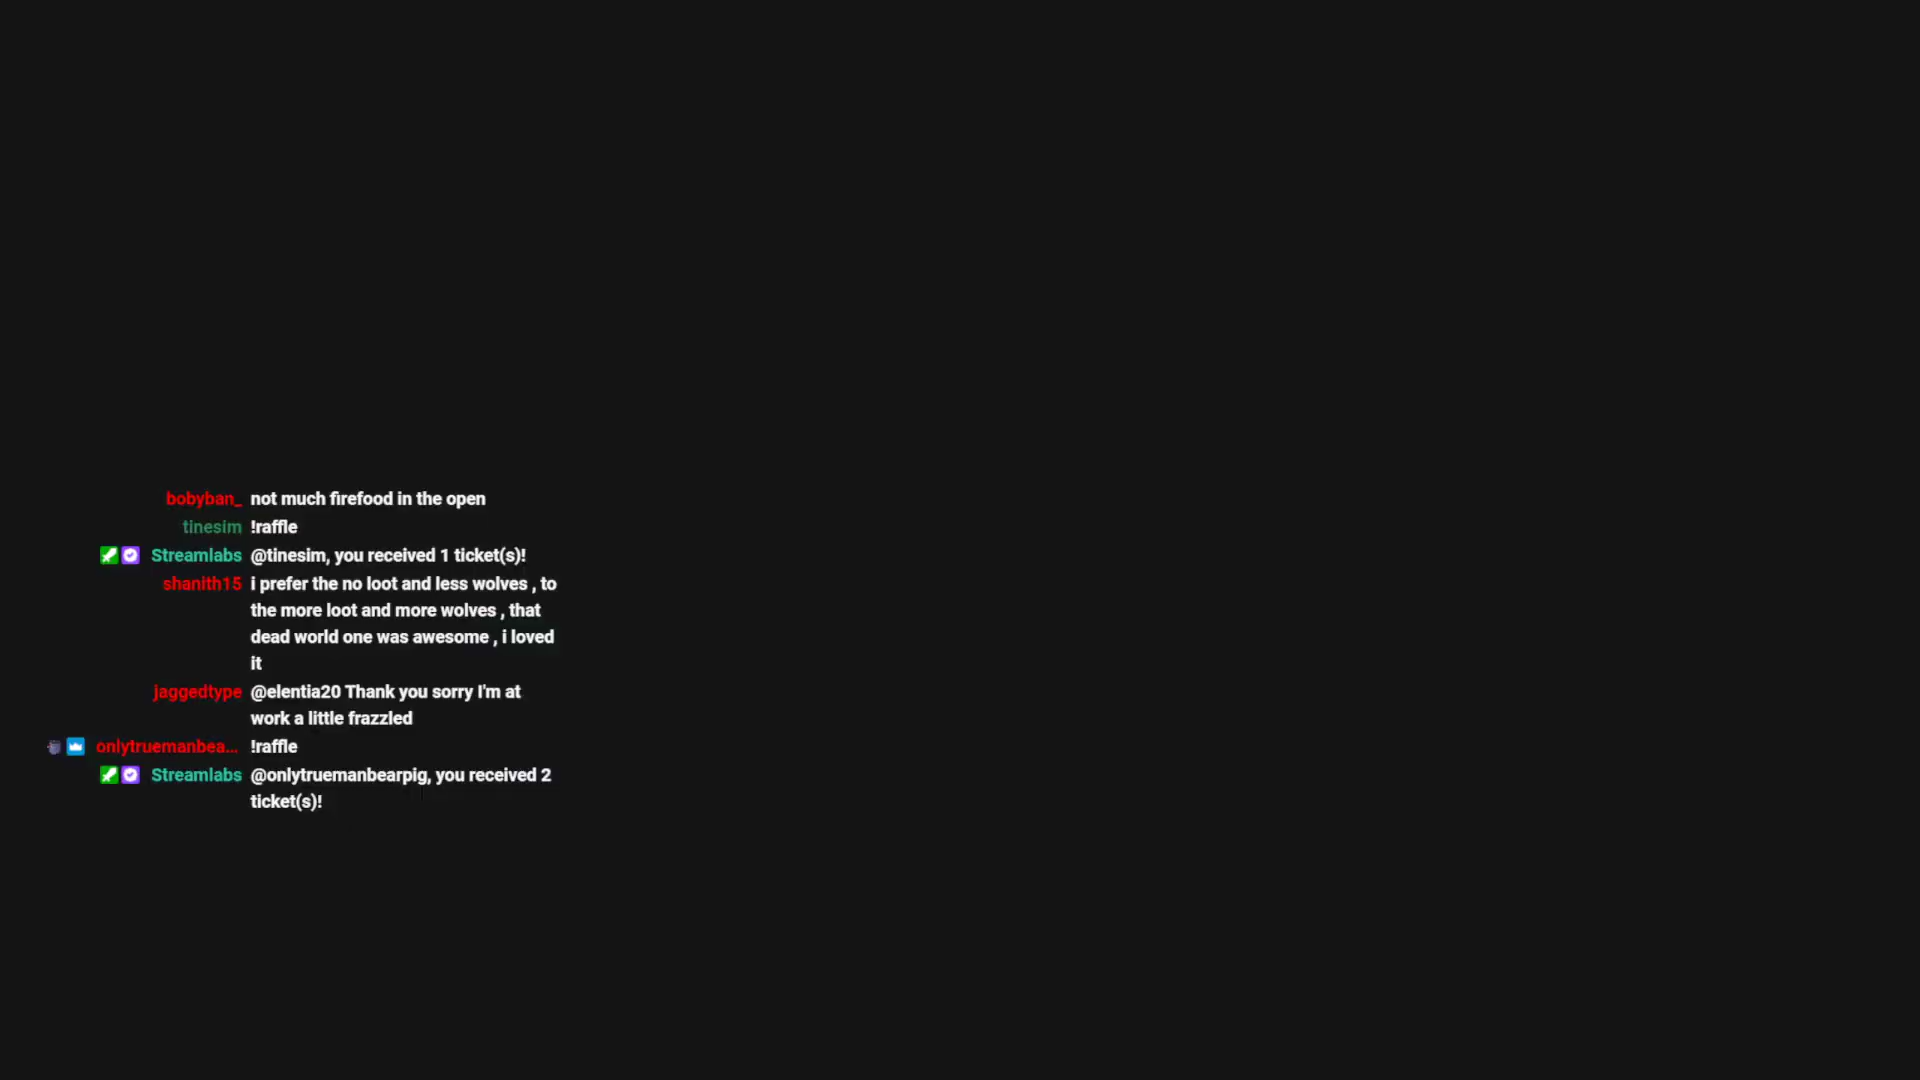 bobyban_ not much firefood in the open
tinesim !raffle
Streamlabs @tinesim, you received 1 ticket(s)!
shanith15 i prefer the no loot and less wolves , to
the more loot and more wolves , that
dead world one was awesome , i loved
it
jaggedtype @elentia20 Thank you sorry I'm at
work a little frazzled
onlytruemanbea... !raffle
Streamlabs @onlytruemanbearpig, you received 2
ticket(s)!